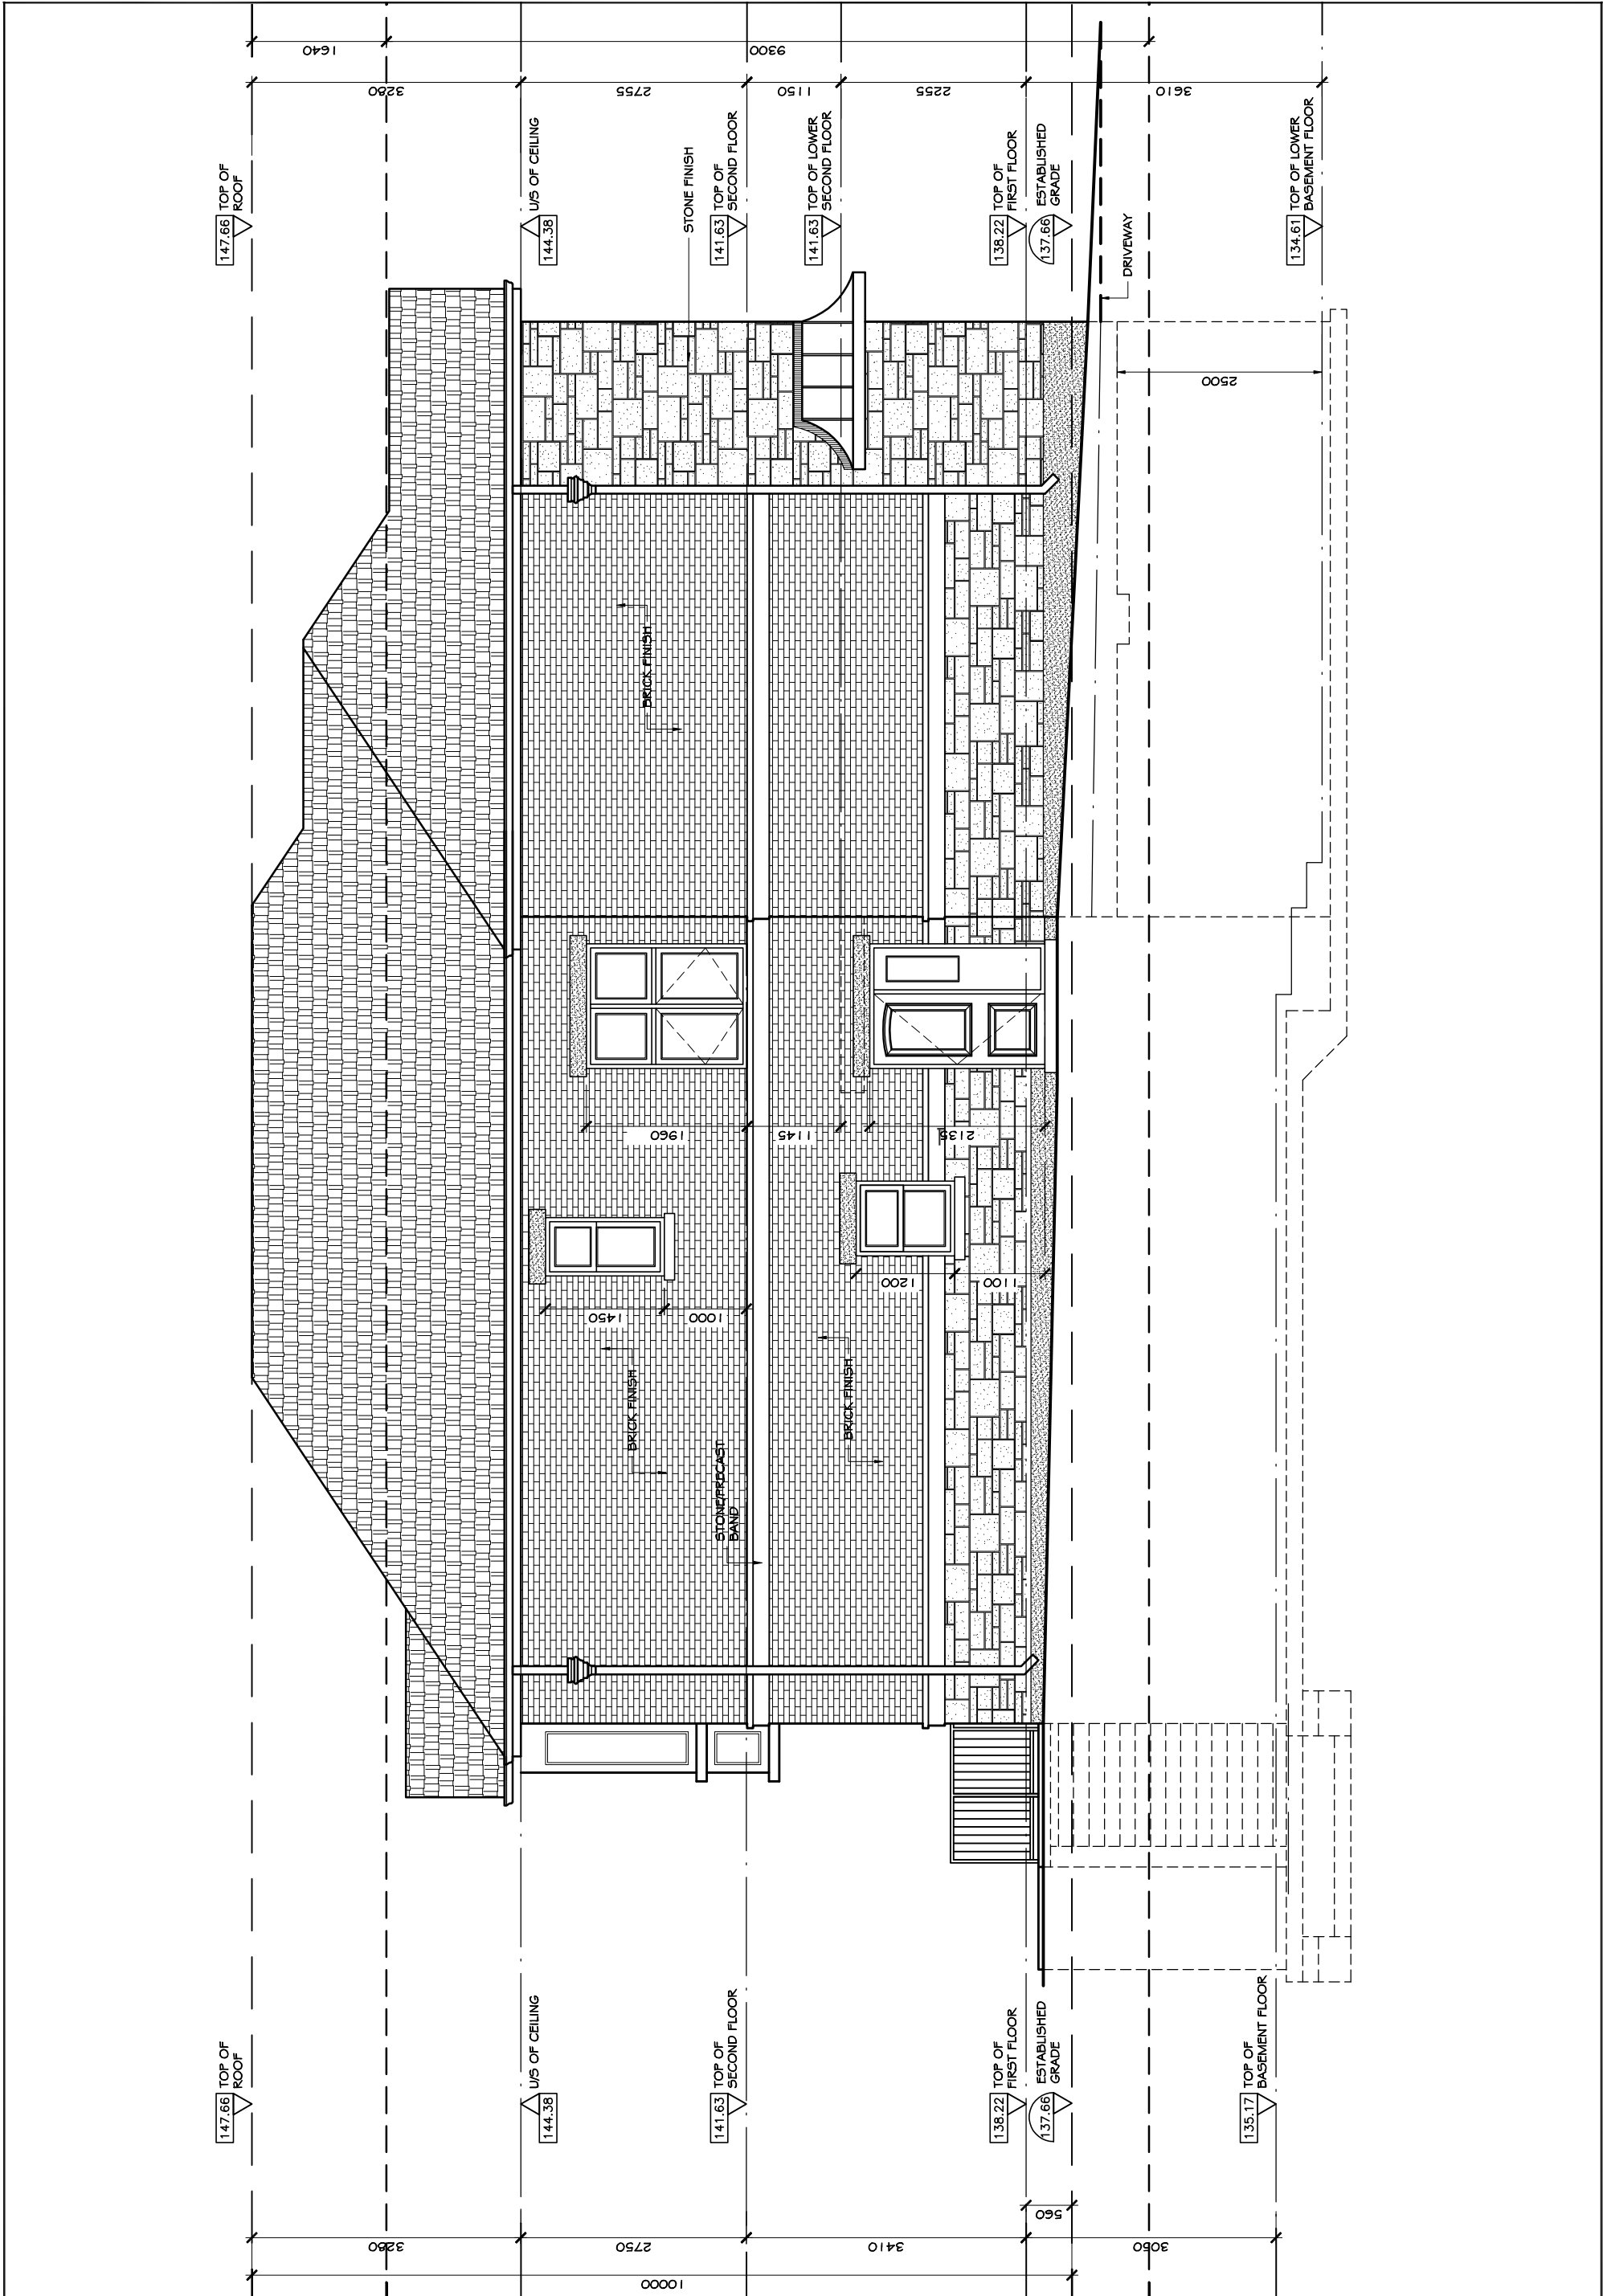 1640
9300
3280
2755
1150
2255
3610
147.66
TOP OF
ROOF
144.38
U/S OF CEILING
STONE FINISH
141.63
TOP OF
SECOND FLOOR
141.63
TOP OF LOWER
SECOND FLOOR
138.22
TOP OF
FIRST FLOOR
137.66
ESTABLISHED
GRADE
DRIVEWAY
134.61
TOP OF LOWER
BASEMENT FLOOR
2500
BRICK FINISH
1960
1145
2135
1200
1100
1450
1000
BRICK FINISH
BRICK FINISH
STONE/PRECAST
BAND
147.66
TOP OF
ROOF
144.38
U/S OF CEILING
141.63
TOP OF
SECOND FLOOR
138.22
TOP OF
FIRST FLOOR
137.66
ESTABLISHED
GRADE
135.17
TOP OF
BASEMENT FLOOR
560
3280
2750
3410
3050
10000